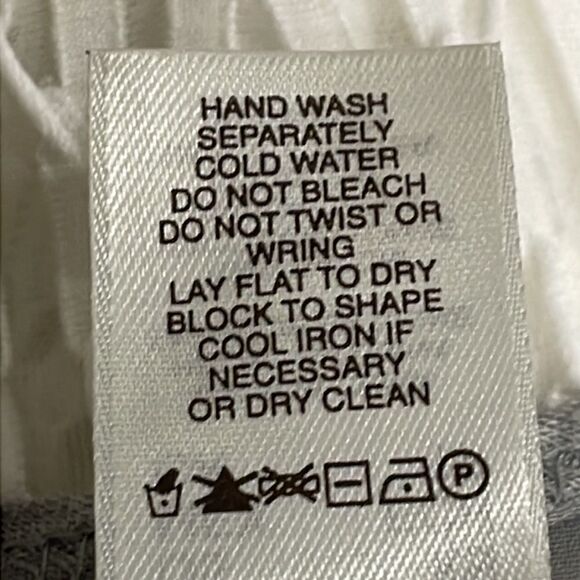 HAND WASH
SEPARATELY
COLD WATER
DO NOT BLEACH
DO NOT TWIST OR
WRING
LAY FLAT TO DRY
BLOCK TO SHAPE
COOL IRON IF
NECESSARY
OR DRY CLEAN
P